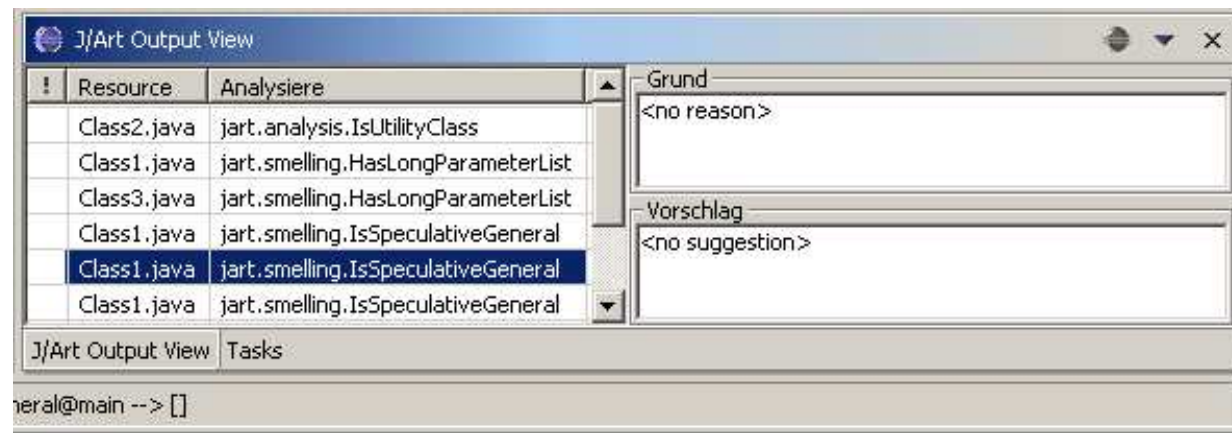 J/Art Output View
! Resource Analysiere
Class2.java jart.analysis.IsUtilityClass
Class1.java jart.smelling.HasLongParameterList
Class3.java jart.smelling.HasLongParameterList
Class1.java jart.smelling.IsSpeculativeGeneral
Class1.java jart.smelling.IsSpeculativeGeneral
Class1.java jart.smelling.IsSpeculativeGeneral
Grund
<no reason>
Vorschlag
<no suggestion>
J/Art Output View Tasks
neral@main --> []